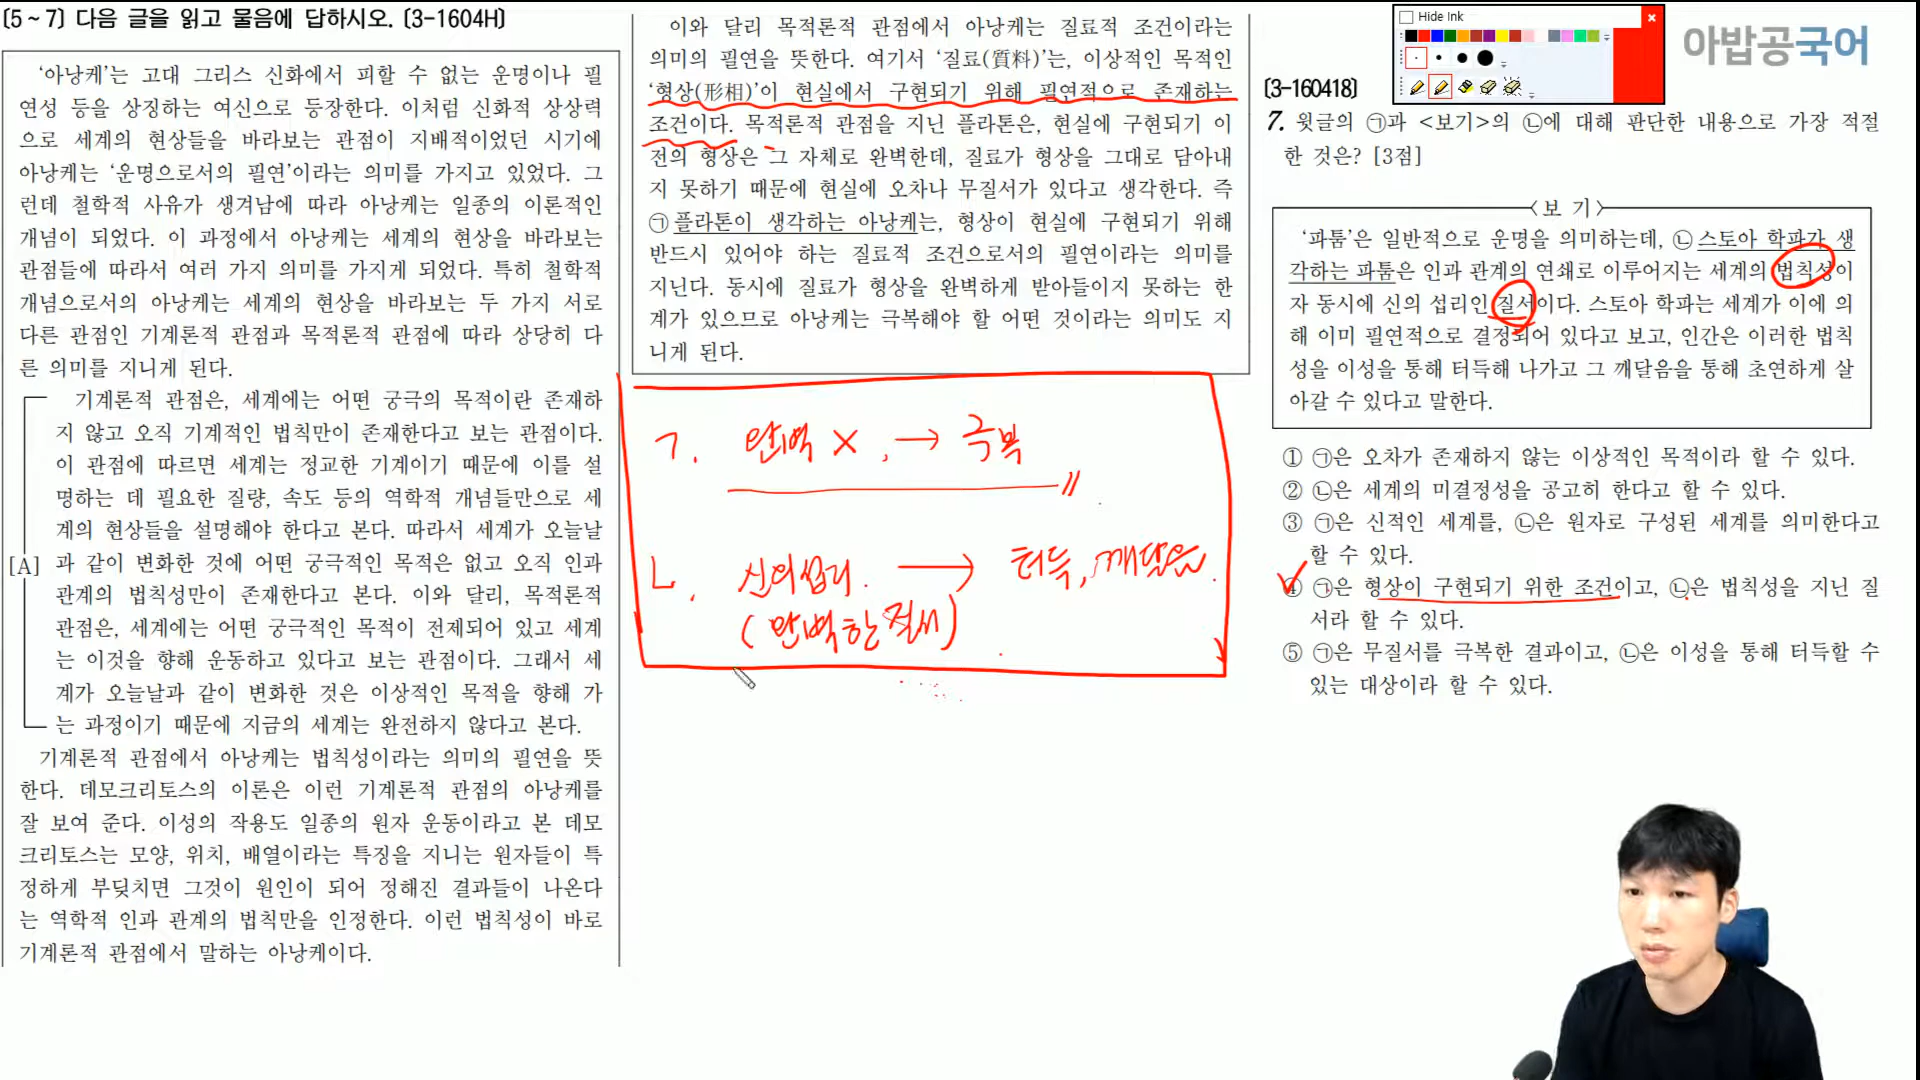 [5 ~ 7] 다음 글을 읽고 물음에 답하시오. [3-1604H]
‘아낭케’는 고대 그리스 신화에서 피할 수 없는 운명이나 필
연성 등을 상징하는 여신으로 등장한다. 이처럼 신화적 상상력
으로 세계의 현상들을 바라보는 관점이 지배적이었던 시기에
아낭케는 ‘운명으로서의 필연’이라는 의미를 가지고 있었다. 그
런데 철학적 사유가 생겨남에 따라 아낭케는 일종의 이론적인
개념이 되었다. 이 과정에서 아낭케는 세계의 현상을 바라보는
관점들에 따라서 여러 가지 의미를 가지게 되었다. 특히 철학적
개념으로서의 아낭케는 세계의 현상을 바라보는 두 가지 서로
다른 관점인 기계론적 관점과 목적론적 관점에 따라 상당히 다
른 의미를 지니게 된다.
기계론적 관점은, 세계에는 어떤 궁극의 목적이란 존재하
지 않고 오직 기계적인 법칙만이 존재한다고 보는 관점이다.
이 관점에 따르면 세계는 정교한 기계이기 때문에 이를 설
명하는 데 필요한 질량, 속도 등의 역학적 개념들만으로 세
계의 현상들을 설명해야 한다고 본다. 따라서 세계가 오늘날
[A] 과 같이 변화한 것에 어떤 궁극적인 목적은 없고 오직 인과
관계의 법칙성만이 존재한다고 본다. 이와 달리, 목적론적
관점은, 세계에는 어떤 궁극적인 목적이 전제되어 있고 세계
는 이것을 향해 운동하고 있다고 보는 관점이다. 그래서 세
계가 오늘날과 같이 변화한 것은 이상적인 목적을 향해 가
는 과정이기 때문에 지금의 세계는 완전하지 않다고 본다.
기계론적 관점에서 아낭케는 법칙성이라는 의미의 필연을 뜻
한다. 데모크리토스의 이론은 이런 기계론적 관점의 아낭케를
잘 보여 준다. 이성의 작용도 일종의 원자 운동이라고 본 데모
크리토스는 모양, 위치, 배열이라는 특징을 지니는 원자들이 특
정하게 부딪치면 그것이 원인이 되어 정해진 결과들이 나온다
는 역학적 인과 관계의 법칙만을 인정한다. 이런 법칙성이 바로
기계론적 관점에서 말하는 아낭케이다.
이와 달리 목적론적 관점에서 아낭케는 질료적 조건이라는
의미의 필연을 뜻한다. 여기서 ‘질료(質料)’는, 이상적인 목적인
‘형상(形相)’이 현실에서 구현되기 위해 필연적으로 존재하는
조건이다. 목적론적 관점을 지닌 플라톤은, 현실에 구현되기 이
전의 형상은 그 자체로 완벽한데, 질료가 형상을 그대로 담아내
지 못하기 때문에 현실에 오차나 무질서가 있다고 생각한다. 즉
㉠ 플라톤이 생각하는 아낭케는, 형상이 현실에 구현되기 위해
반드시 있어야 하는 질료적 조건으로서의 필연이라는 의미를
지닌다. 동시에 질료가 형상을 완벽하게 받아들이지 못하는 한
계가 있으므로 아낭케는 극복해야 할 어떤 것이라는 의미도 지
니게 된다.
ㄱ. 완벽 X, → 극복
ㄴ. 신의 섭리. → 터득, 깨달음.
(완벽한 질서)
Hide Ink
아밥공국어
[3-160418]
7. 윗글의 ㉠과 <보기>의 ㉡에 대해 판단한 내용으로 가장 적절
한 것은? [3점]
<보 기>
‘파툼’은 일반적으로 운명을 의미하는데, ㉡ 스토아 학파가 생
각하는 파툼은 인과 관계의 연쇄로 이루어지는 세계의 법칙성이
자 동시에 신의 섭리인 질서이다. 스토아 학파는 세계가 이에 의
해 이미 필연적으로 결정되어 있다고 보고, 인간은 이러한 법칙
성을 이성을 통해 터득해 나가고 그 깨달음을 통해 초연하게 살
아갈 수 있다고 말한다.
① ㉠은 오차가 존재하지 않는 이상적인 목적이라 할 수 있다.
② ㉡은 세계의 미결정성을 공고히 한다고 할 수 있다.
③ ㉠은 신적인 세계를, ㉡은 원자로 구성된 세계를 의미한다고
할 수 있다.
④ ㉠은 형상이 구현되기 위한 조건이고, ㉡은 법칙성을 지닌 질
서라 할 수 있다.
⑤ ㉠은 무질서를 극복한 결과이고, ㉡은 이성을 통해 터득할 수
있는 대상이라 할 수 있다.